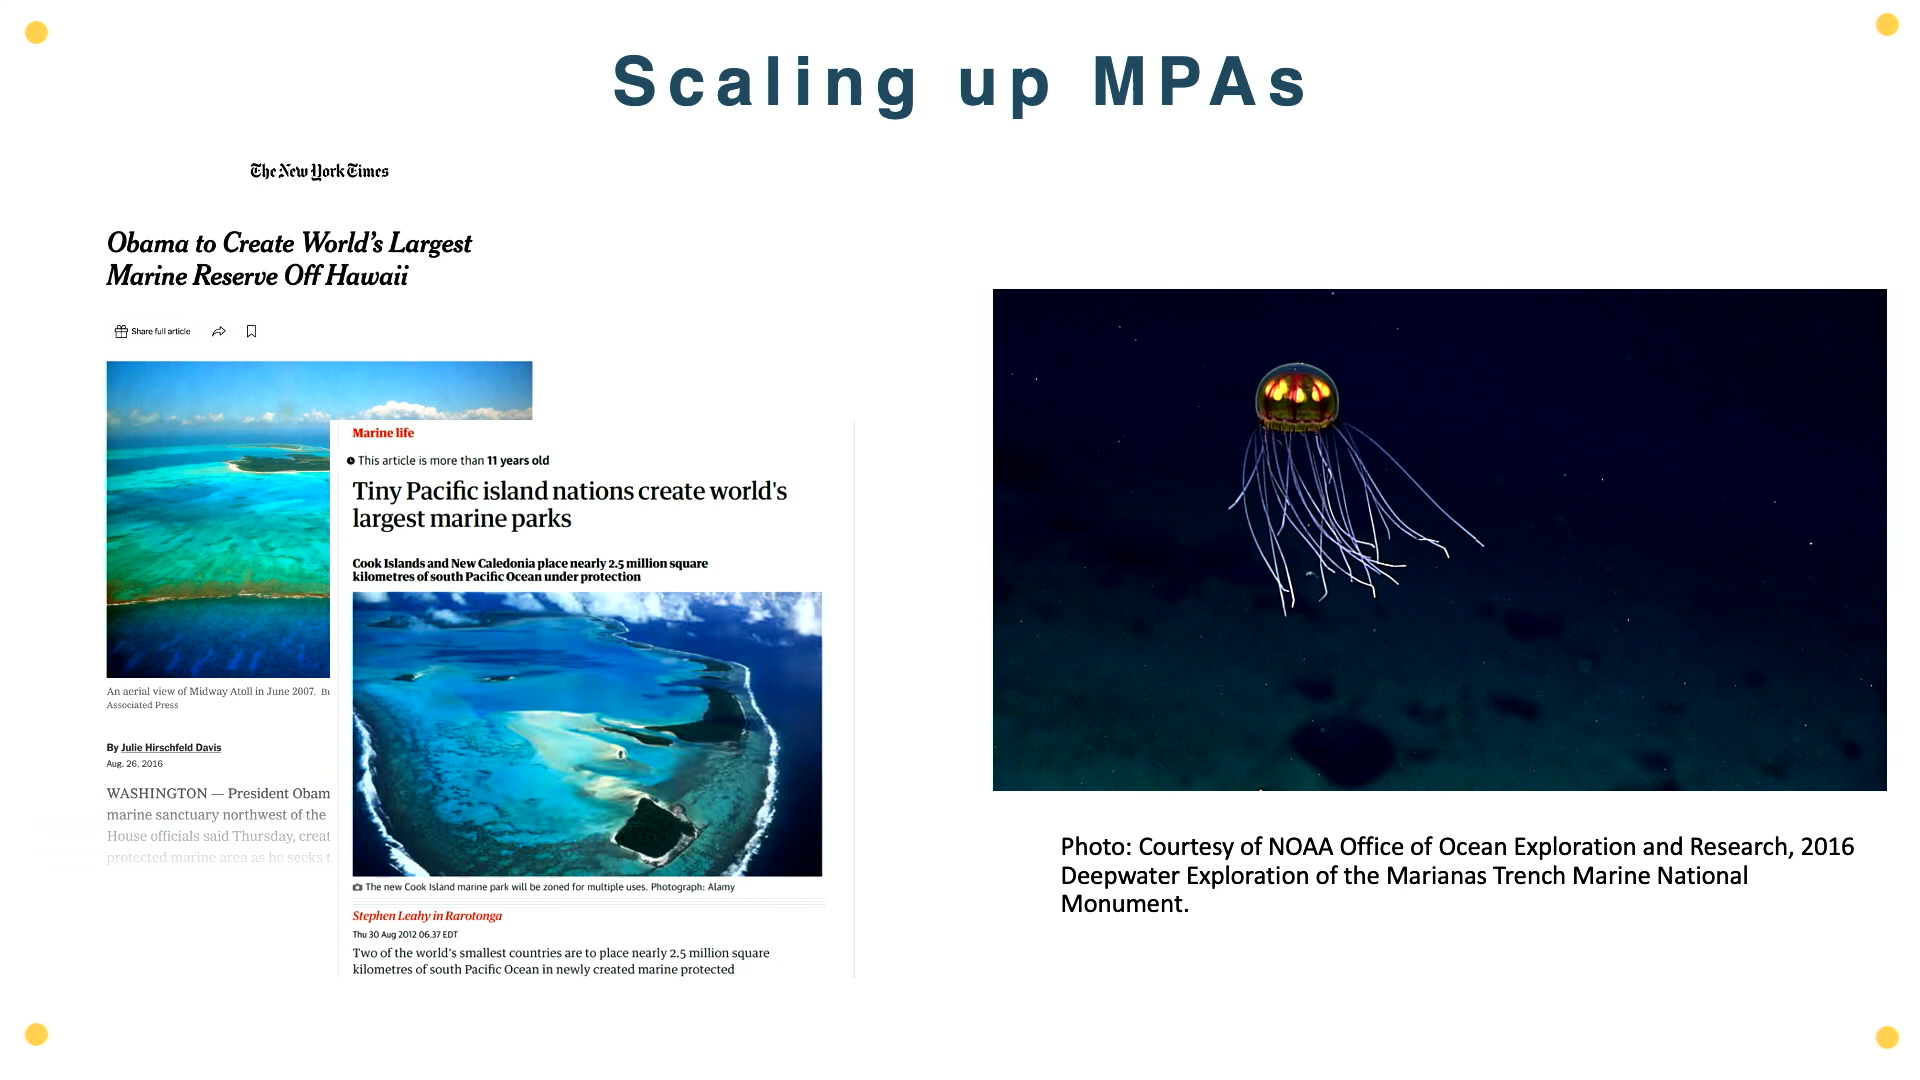 Scaling up MPAs
The New York Times
Obama to Create World's Largest
Marine Reserve Off Hawaii
Share full article
An aerial view of Midway Atoll in June 2007.
Associated Press
By Julie Hirschfeld Davis
Aug. 26, 2016
WASHINGTON — President Obam
marine sanctuary northwest of the
House officials said Thursday, creat
protected marine area as he seeks t
Marine life
This article is more than 11 years old
Tiny Pacific island nations create world's
largest marine parks
Cook Islands and New Caledonia place nearly 2.5 million square
kilometres of south Pacific Ocean under protection
The new Cook Island marine park will be zoned for multiple uses. Photograph: Alamy
Stephen Leahy in Rarotonga
Thu 30 Aug 2012 06.37 EDT
Two of the world's smallest countries are to place nearly 2.5 million square
kilometres of south Pacific Ocean in newly created marine protected
Photo: Courtesy of NOAA Office of Ocean Exploration and Research, 2016
Deepwater Exploration of the Marianas Trench Marine National
Monument.